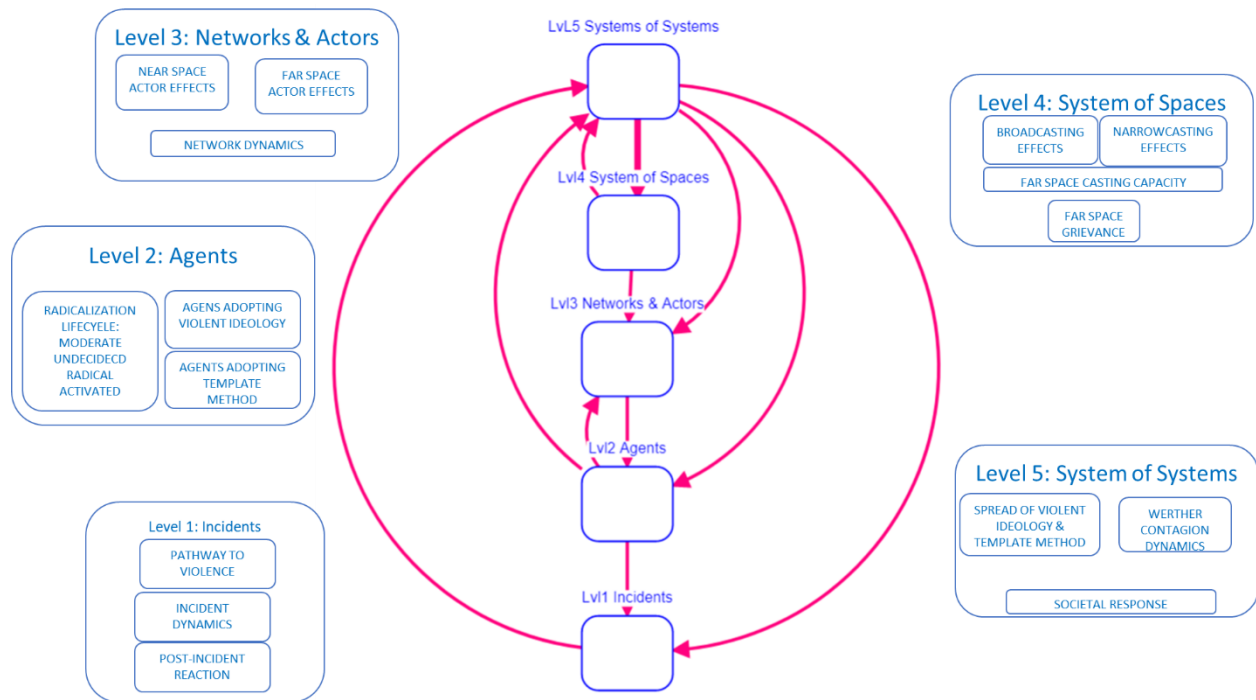 Level 3: Networks & Actors
NEAR SPACE
ACTOR EFFECTS
FAR SPACE
ACTOR EFFECTS
NETWORK DYNAMICS
Level 2: Agents
RADICALIZATION
LIFECYLE:
MODERATE
UNDECIDECD
RADICAL
ACTIVATED
AGENS ADOPTING
VIOLENT IDEOLOGY
AGENTS ADOPTING
TEMPLATE
METHOD
Level 1: Incidents
PATHWAY TO
VIOLENCE
INCIDENT
DYNAMICS
POST-INCIDENT
REACTION
LvL5 Systems of Systems
Lvl4 System of Spaces
Lvl3 Networks & Actors
Lvl2 Agents
Lvl1 Incidents
Level 4: System of Spaces
BROADCASTING
EFFECTS
NARROWCASTING
EFFECTS
FAR SPACE CASTING CAPACITY
FAR SPACE
GRIEVANCE
Level 5: System of Systems
SPREAD OF VIOLENT
IDEOLOGY &
TEMPLATE METHOD
WERTHER
CONTAGION
DYNAMICS
SOCIETAL RESPONSE